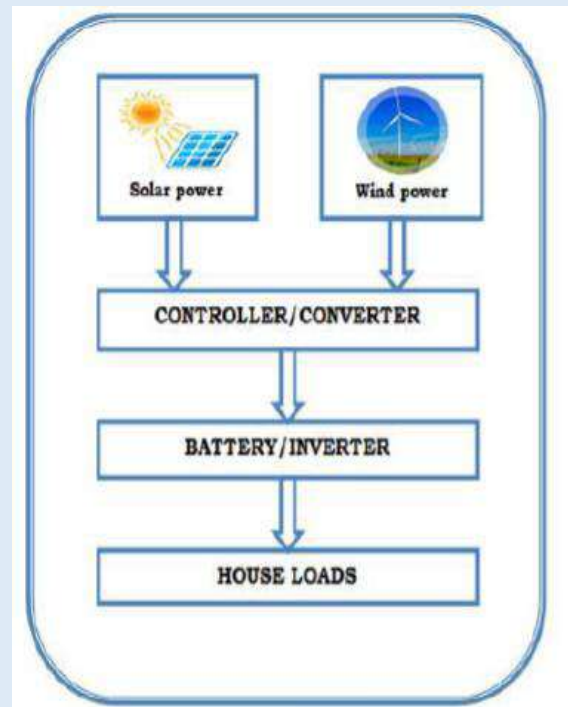 Solar power
Wind power
CONTROLLER/CONVERTER
BATTERY/INVERTER
HOUSE LOADS